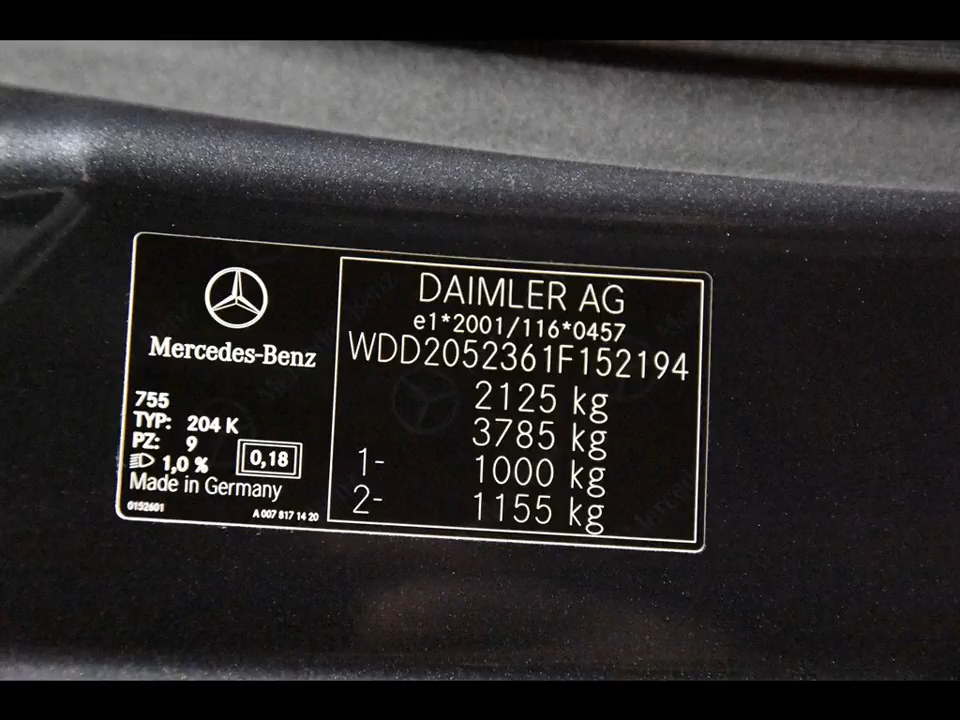 Mercedes-Benz
755
TYP: 204 K
PZ: 9
1,0 %
0,18
Made in Germany
0152601
A 007 817 14 20
DAIMLER AG
e1*2001/116*0457
WDD2052361F152194
2125 kg
3785 kg
1- 1000 kg
2- 1155 kg